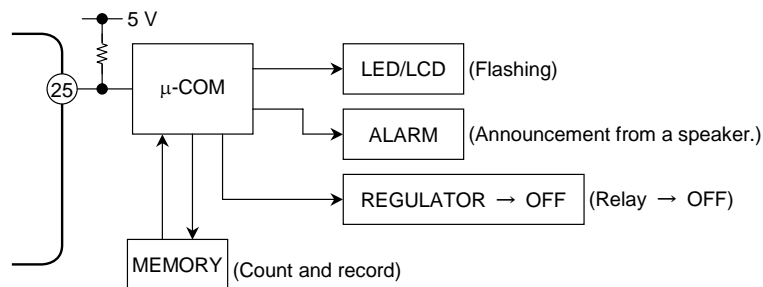 5 V
25
μ-COM
LED/LCD (Flashing)
ALARM (Announcement from a speaker.)
REGULATOR → OFF (Relay → OFF)
MEMORY (Count and record)